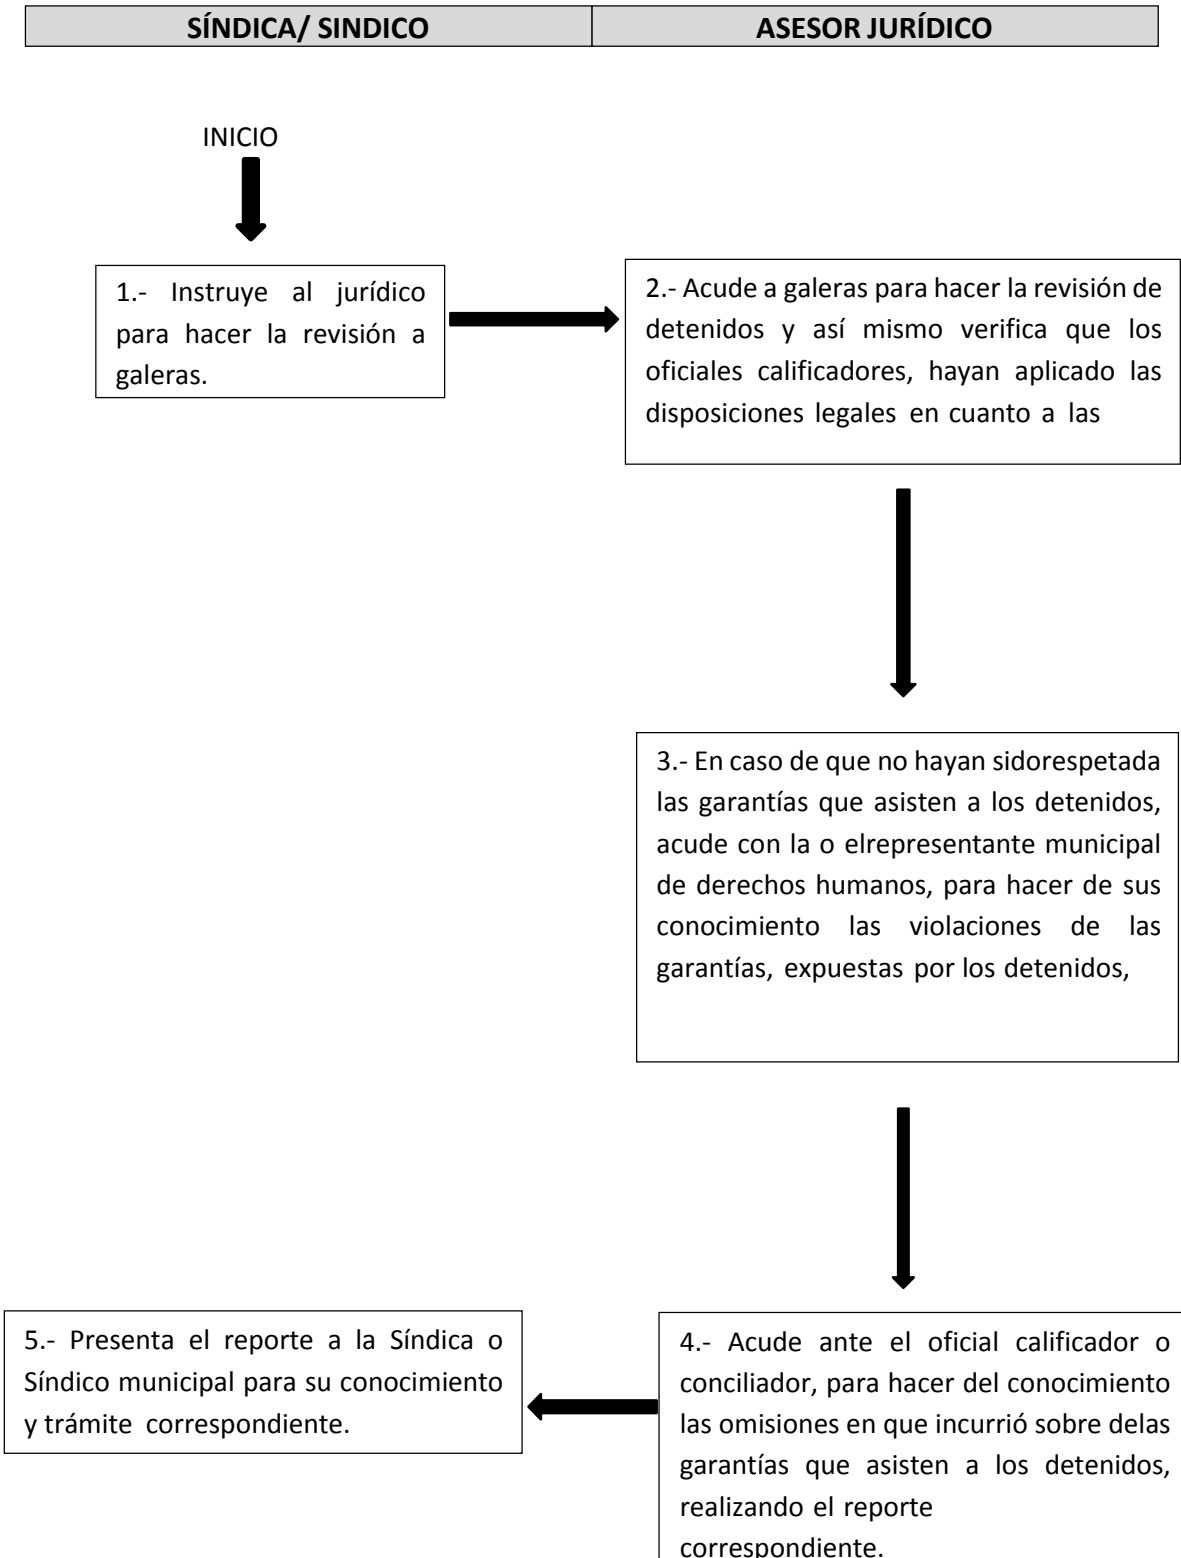 SÍNDICA/ SINDICO
ASESOR JURÍDICO
INICIO
1.- Instruye al jurídico
para hacer la revisión a
galeras.
2.- Acude a galeras para hacer la revisión de
detenidos y así mismo verifica que los
oficiales calificadores, hayan aplicado las
disposiciones legales en cuanto a las
3.- En caso de que no hayan sidorespetada
las garantías que asisten a los detenidos,
acude con la o elrepresentante municipal
de derechos humanos, para hacer de sus
conocimiento las violaciones de las
garantías, expuestas por los detenidos,
4.- Acude ante el oficial calificador o
conciliador, para hacer del conocimiento
las omisiones en que incurrió sobre delas
garantías que asisten a los detenidos,
realizando el reporte
correspondiente.
5.- Presenta el reporte a la Síndica o
Síndico municipal para su conocimiento
y trámite correspondiente.